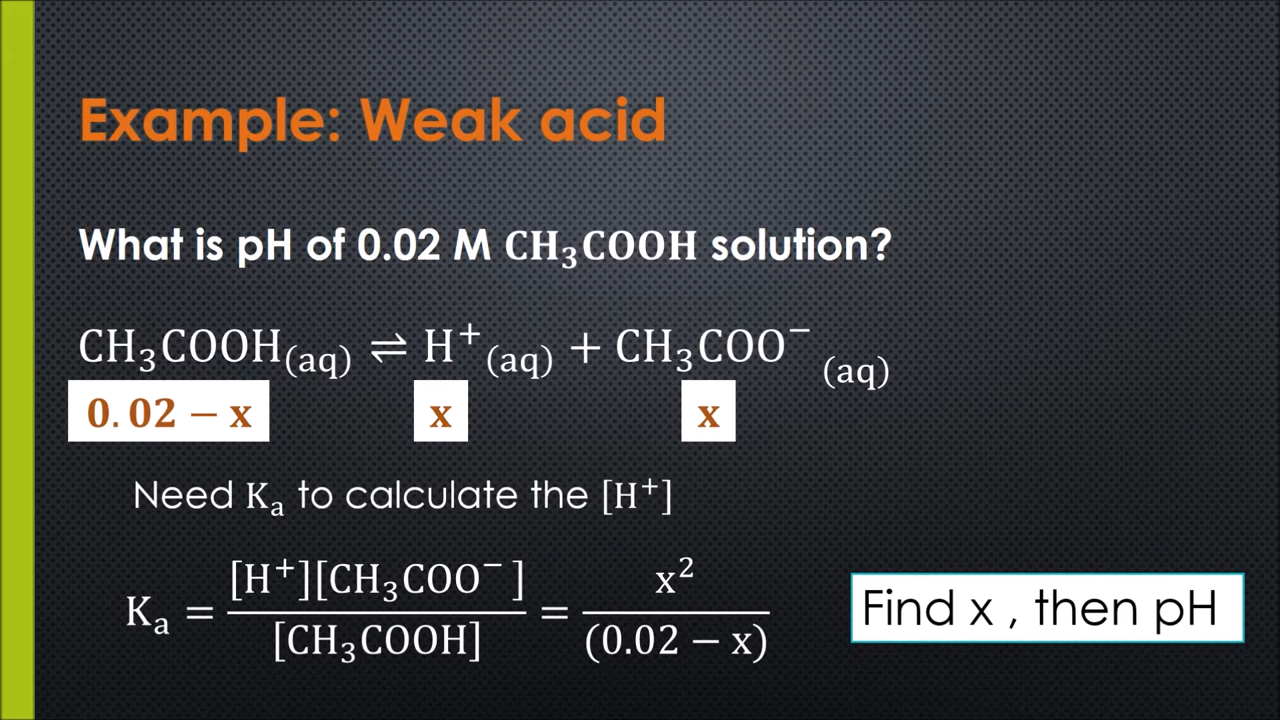 Example: Weak acid
What is pH of 0.02 M CH₃COOH solution?
CH₃COOH₍aq₎ ⇌ H⁺₍aq₎ + CH₃COO⁻₍aq₎
0.02 − x x x
Need Kₐ to calculate the [H⁺]
Kₐ = [H⁺][CH₃COO⁻] / [CH₃COOH] = x² / (0.02 − x)
Find x , then pH